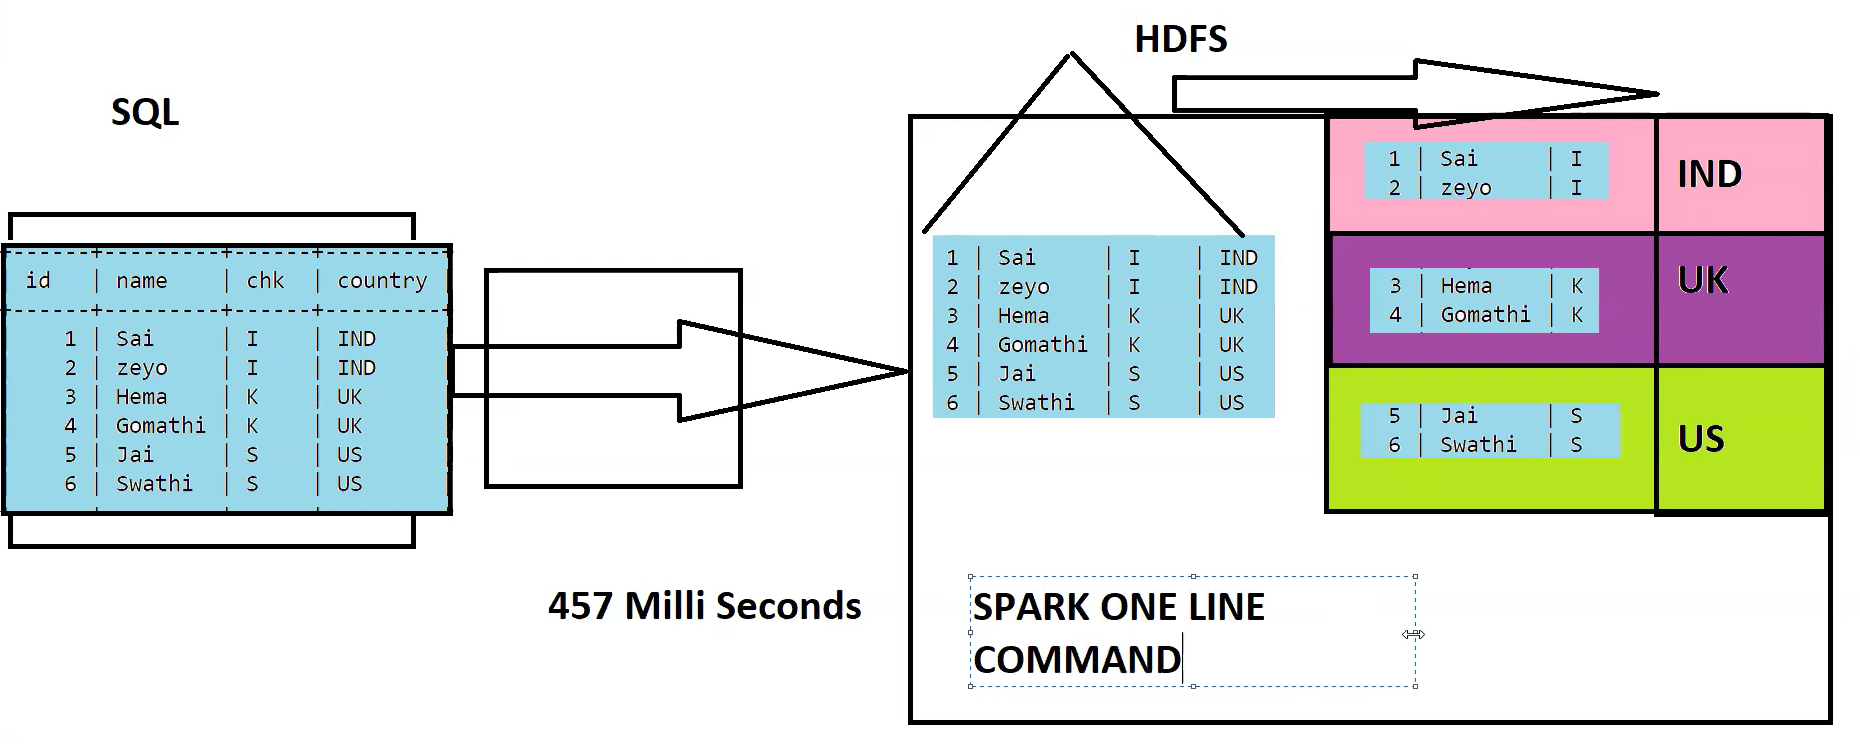 SQL
id | name | chk | country
1 | Sai | I | IND
2 | zeyo | I | IND
3 | Hema | K | UK
4 | Gomathi | K | UK
5 | Jai | S | US
6 | Swathi | S | US
457 Milli Seconds
HDFS
1 | Sai | I | IND
2 | zeyo | I | IND
3 | Hema | K | UK
4 | Gomathi | K | UK
5 | Jai | S | US
6 | Swathi | S | US
1 | Sai | I
2 | zeyo | I
IND
3 | Hema | K
4 | Gomathi | K
UK
5 | Jai | S
6 | Swathi | S
US
SPARK ONE LINE
COMMAND